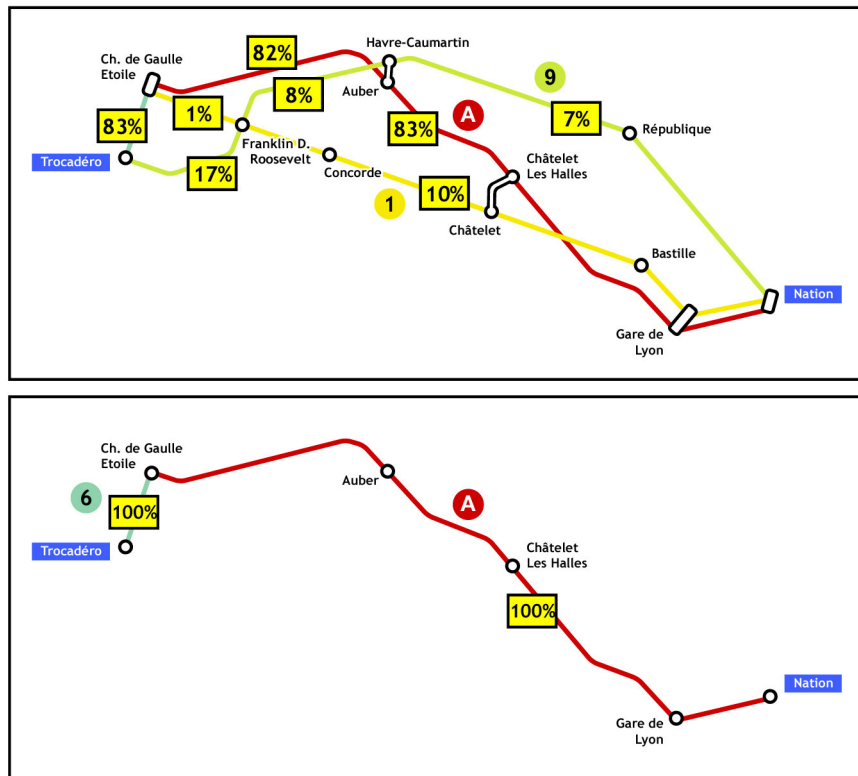 Havre-Caumartin
82%
Ch. de Gaulle
Etoile
9
8%
Auber
1%
A
83%
83%
7%
République
Franklin D.
Roosevelt
Trocadéro
17%
Concorde
Châtelet
Les Halles
10%
1
Châtelet
Bastille
Nation
Gare de
Lyon
Ch. de Gaulle
Etoile
Auber
6
A
100%
Trocadéro
Châtelet
Les Halles
100%
Nation
Gare de
Lyon